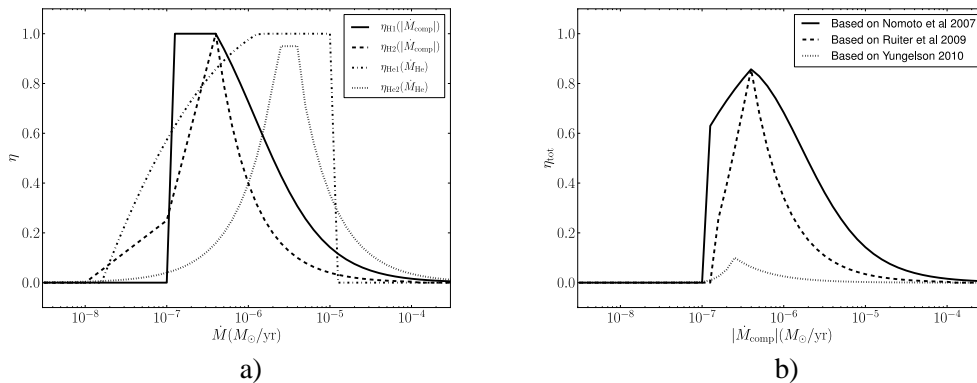 1.0
0.8
0.6
0.4
0.2
0.0
η
10⁻⁸ 10⁻⁷ 10⁻⁶ 10⁻⁵ 10⁻⁴
Ṁ(M⊙/yr)
η_H1(|Ṁ_comp|)
η_H2(|Ṁ_comp|)
η_He1(Ṁ_He)
η_He2(Ṁ_He)
a)
1.0
0.8
0.6
0.4
0.2
0.0
η_tot
10⁻⁸ 10⁻⁷ 10⁻⁶ 10⁻⁵ 10⁻⁴
|Ṁ_comp|(M⊙/yr)
Based on Nomoto et al 2007
Based on Ruiter et al 2009
Based on Yungelson 2010
b)